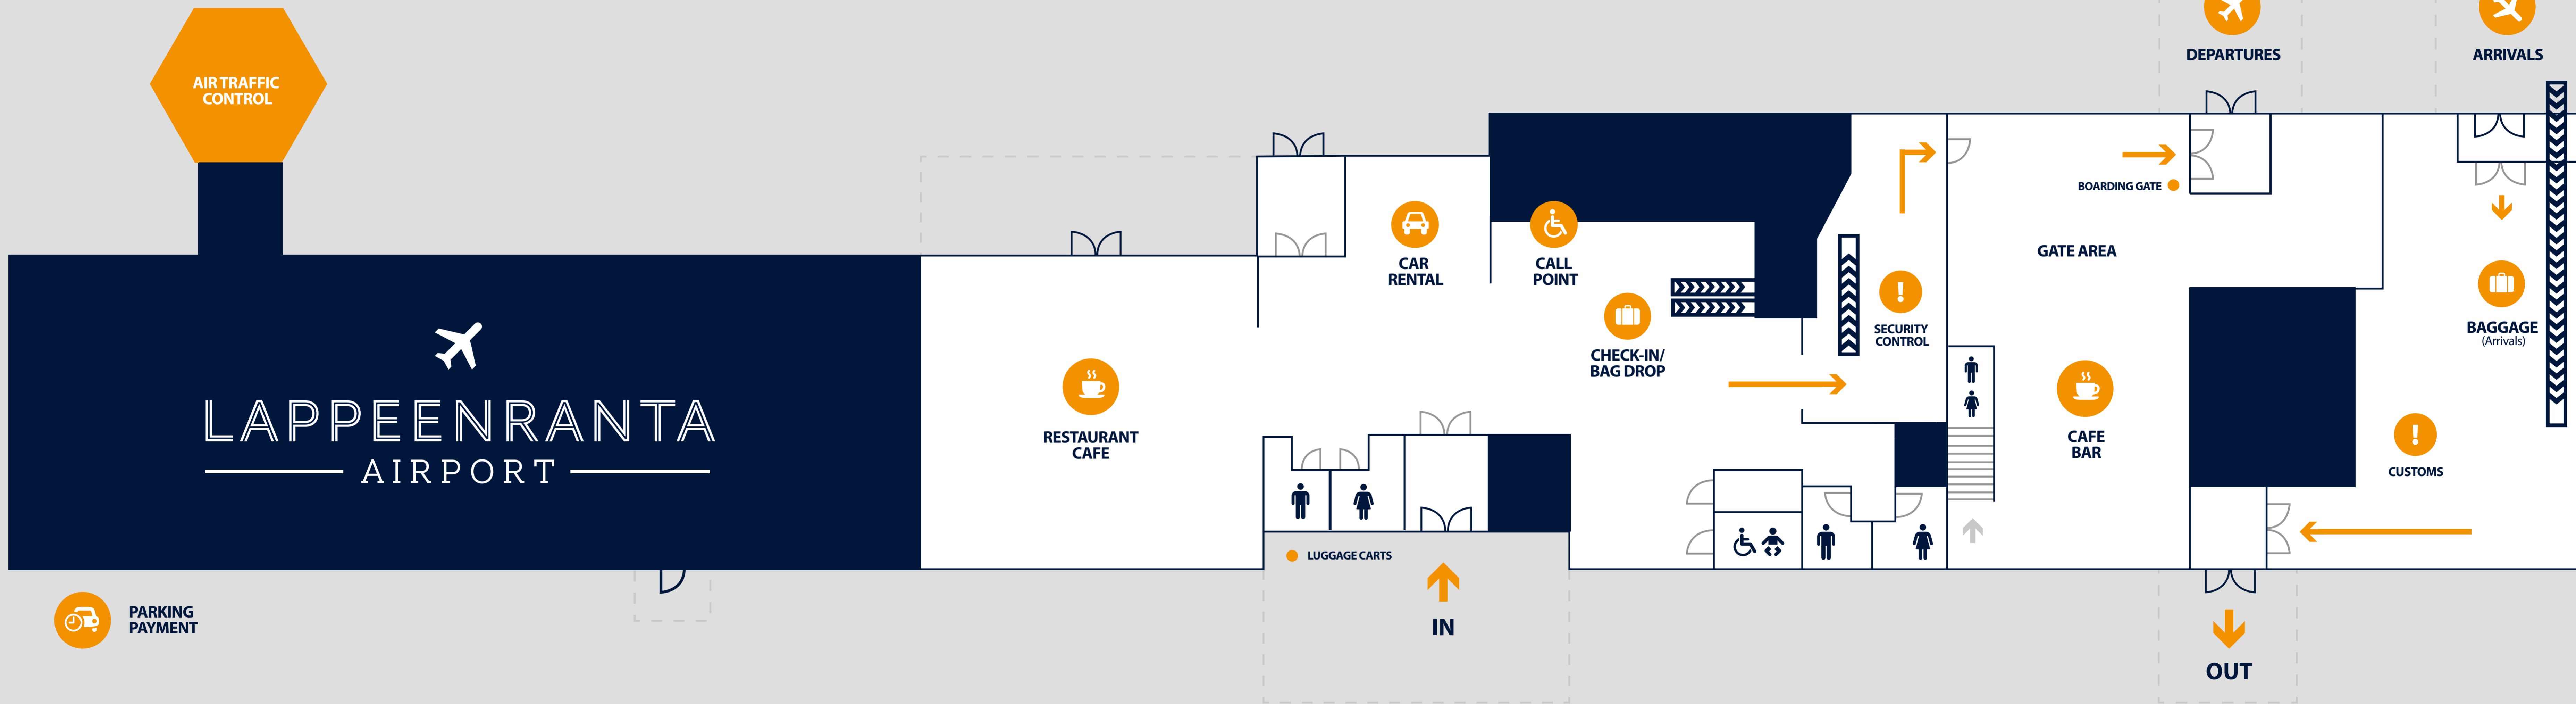 AIR TRAFFIC
CONTROL
LAPPEENRANTA
AIRPORT
PARKING
PAYMENT
RESTAURANT
CAFE
CAR
RENTAL
CALL
POINT
CHECK-IN/
BAG DROP
LUGGAGE CARTS
IN
SECURITY
CONTROL
GATE AREA
BOARDING GATE
DEPARTURES
CAFE
BAR
ARRIVALS
BAGGAGE
(Arrivals)
CUSTOMS
OUT